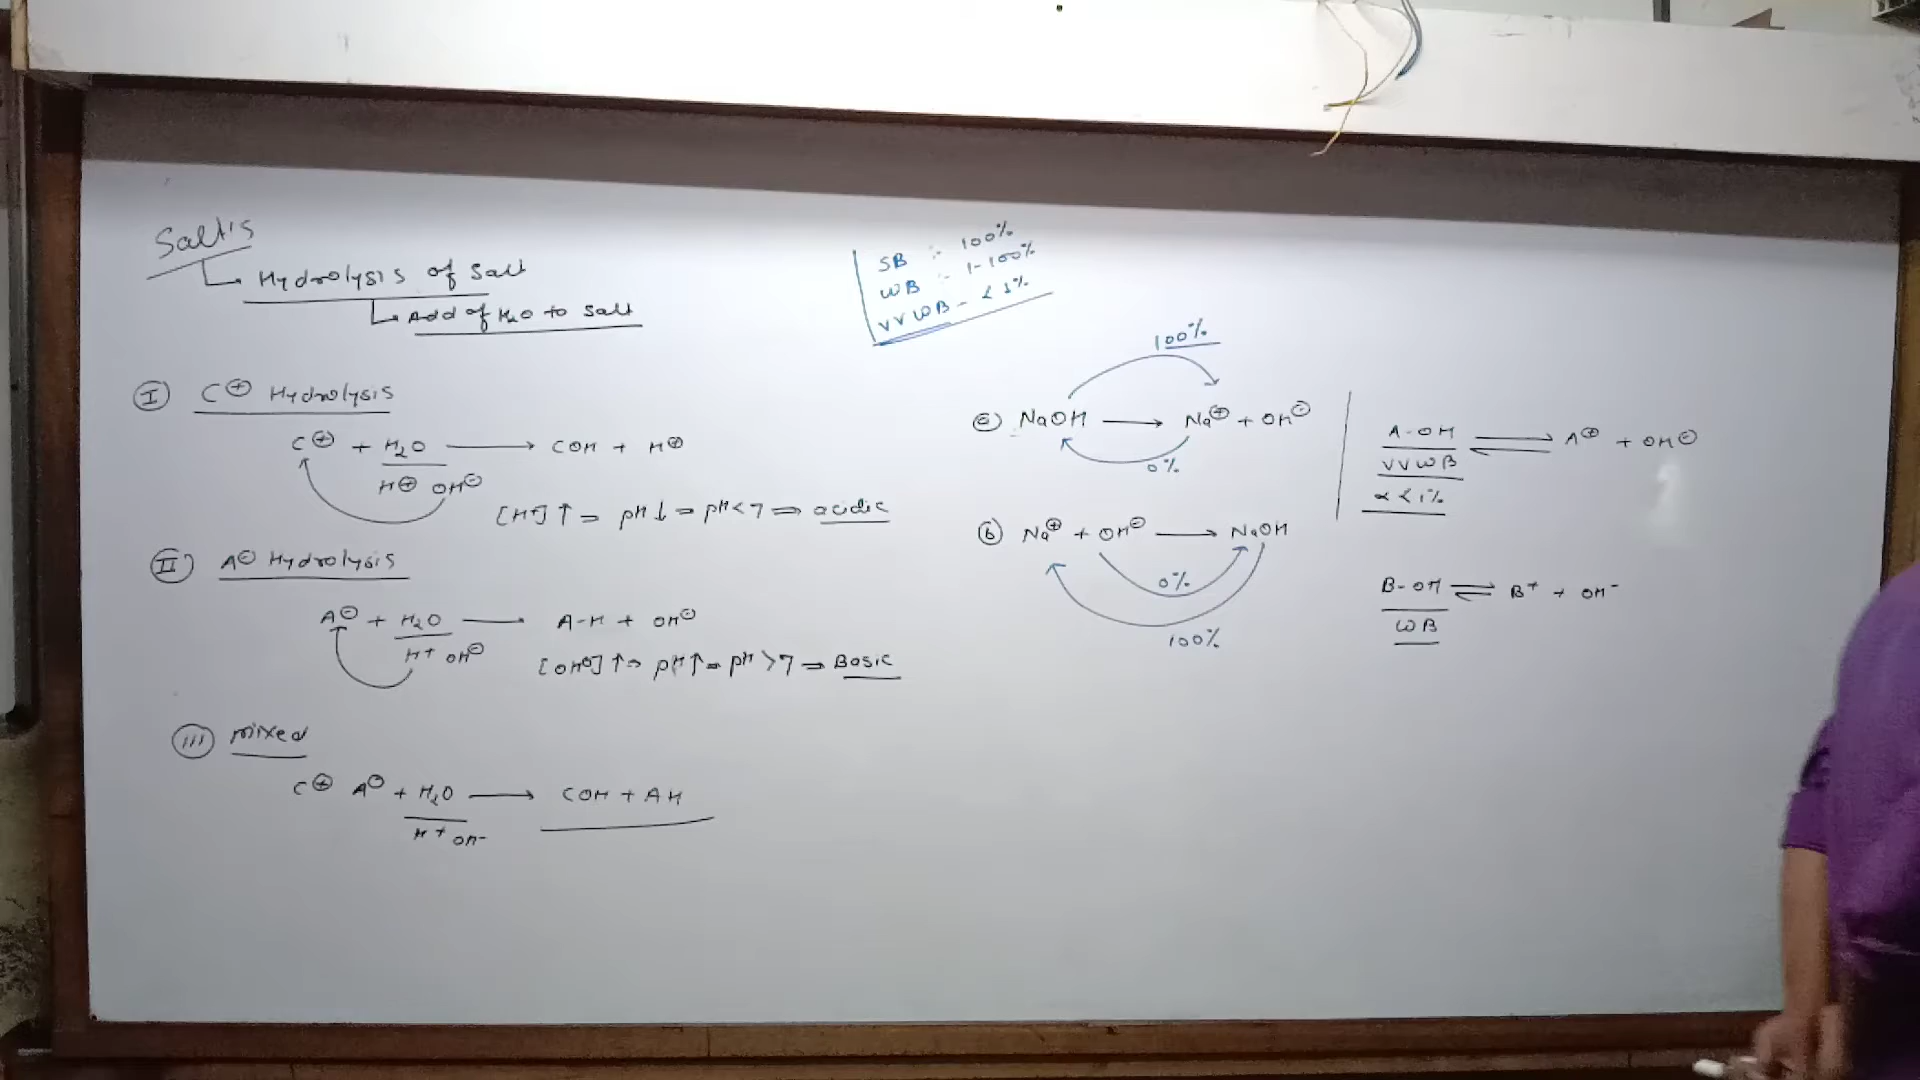 Salt's
Hydrolysis of Salt
Add of H₂O to Salt
SB :- 100%
WB :- 1-100%
VVWB - < 1%
Ⅰ C⊕ Hydrolysis
C⊕ + H₂O → COH + H⊕
H⊕ OH⊖
[H+] ↑ ⇒ pH ↓ ⇒ pH < 7 ⇒ acidic
Ⅱ A⊖ Hydrolysis
A⊖ + H₂O → A-H + OH⊖
H+ OH⊖
[OH⊖] ↑ ⇒ pH ↑ ⇒ pH > 7 ⇒ Basic
III mixed
C⊕ A⊖ + H₂O → COH + AH
H+ OH-
100%
ⓐ NaOH → Na⊕ + OH⊖
0%
ⓑ Na⊕ + OH⊖ → NaOH
0%
100%
A-OH ⇌ A⊕ + OH⊖
VVWB
α < 1%
B-OH ⇌ B+ + OH-
WB